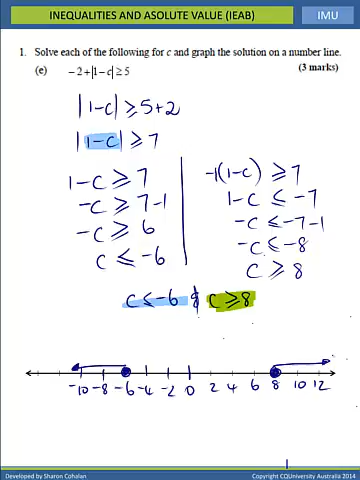 INEQUALITIES AND ASOLUTE VALUE (IEAB)
IMU
1. Solve each of the following for c and graph the solution on a number line.
(e) −2+|1−c| ≥ 5 (3 marks)
|1−c| ≥ 5+2
|1−c| ≥ 7
1−c ≥ 7
−c ≥ 7−1
−c ≥ 6
c ≤ −6
−1(1−c) ≥ 7
1−c ≤ −7
−c ≤ −7−1
−c ≤ −8
c ≥ 8
c ≤ −6 & c ≥ 8
−10 −8 −6 −4 −2 0 2 4 6 8 10 12
Developed by Sharon Cohalan
Copyright CQUniversity Australia 2014